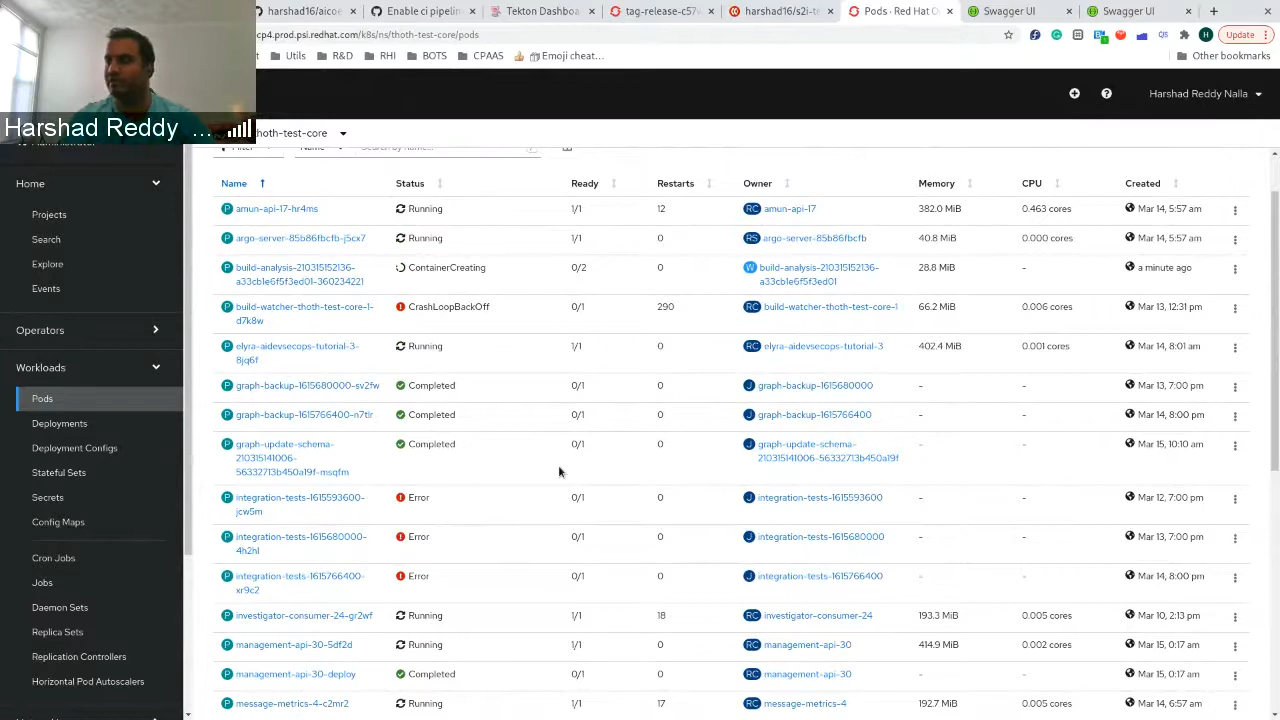 harshad16/aicoe
Enable ci pipelin
Tekton Dashboa
tag-release-c57
harshad16/s2i-t
Pods · Red Hat O
Swagger UI
Swagger UI
cp4.prod.psi.redhat.com/k8s/ns/thoth-test-core/pods
Update
Utils
R&D
RHI
BOTS
CPAAS
Emoji cheat...
Other bookmarks
Harshad Reddy ...
Harshad Reddy Nalla
thoth-test-core
Home
Projects
Search
Explore
Events
Operators
Workloads
Pods
Deployments
Deployment Configs
Stateful Sets
Secrets
Config Maps
Cron Jobs
Jobs
Daemon Sets
Replica Sets
Replication Controllers
Horizontal Pod Autoscalers
Name Status Ready Restarts Owner Memory CPU Created
P amun-api-17-hr4ms Running 1/1 12 RC amun-api-17 382.0 MiB 0.463 cores Mar 14, 5:57 am
P argo-server-85b86fbcfb-j5cx7 Running 1/1 0 RS argo-server-85b86fbcfb 40.8 MiB 0.000 cores Mar 14, 5:57 am
P build-analysis-210315152136- ContainerCreating 0/2 0 W build-analysis-210315152136- 28.8 MiB - a minute ago
a33cb1e6f5f3ed01-360234221 a33cb1e6f5f3ed01
P build-watcher-thoth-test-core-1- CrashLoopBackOff 0/1 290 RC build-watcher-thoth-test-core-1 66.2 MiB 0.006 cores Mar 13, 12:31 pm
d7k8w
P elyra-aidevsecops-tutorial-3- Running 1/1 0 RC elyra-aidevsecops-tutorial-3 402.4 MiB 0.001 cores Mar 14, 8:01 am
8jq6f
P graph-backup-1615680000-sv2fw Completed 0/1 0 J graph-backup-1615680000 - - Mar 13, 7:00 pm
P graph-backup-1615766400-n7tlr Completed 0/1 0 J graph-backup-1615766400 - - Mar 14, 8:00 pm
P graph-update-schema- Completed 0/1 0 J graph-update-schema- - - Mar 15, 10:10 am
210315141006- 210315141006-56332713b450a19f
56332713b450a19f-msqfm
P integration-tests-1615593600- Error 0/1 0 J integration-tests-1615593600 - - Mar 12, 7:00 pm
jcw5m
P integration-tests-1615680000- Error 0/1 0 J integration-tests-1615680000 - - Mar 13, 7:00 pm
4h2hl
P integration-tests-1615766400- Error 0/1 0 J integration-tests-1615766400 - - Mar 14, 8:00 pm
xr9c2
P investigator-consumer-24-gr2wf Running 1/1 18 RC investigator-consumer-24 193.3 MiB 0.005 cores Mar 10, 2:13 pm
P management-api-30-5df2d Running 1/1 0 RC management-api-30 414.9 MiB 0.002 cores Mar 15, 0:17 am
P management-api-30-deploy Completed 0/1 0 RC management-api-30 - - Mar 15, 0:17 am
P message-metrics-4-c2mr2 Running 1/1 17 RC message-metrics-4 192.7 MiB 0.005 cores Mar 14, 6:57 am